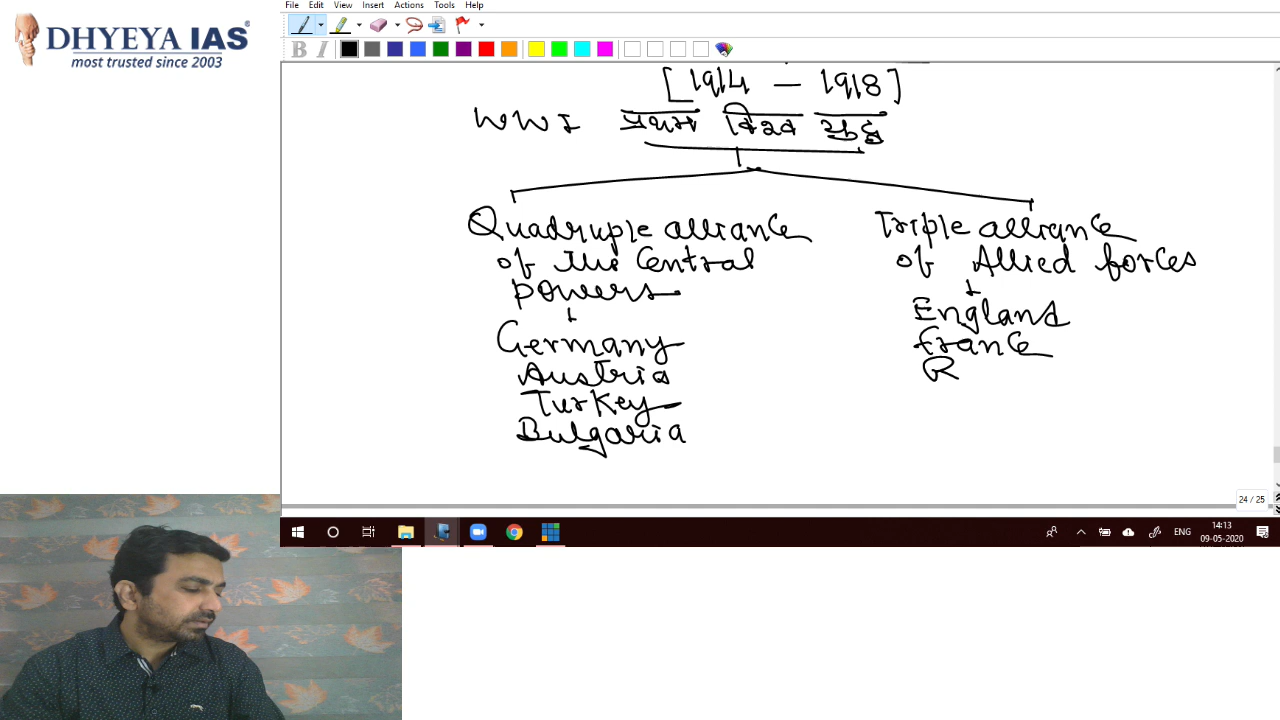 DHYEYA IAS®
most trusted since 2003
File Edit View Insert Actions Tools Help
B I
[1914 – 1918]
WWI प्रथम विश्व युद्ध
Quadruple alliance
of the Central
powers
Germany
Austria
Turkey
Bulgaria
Triple alliance
of Allied forces
England
france
R
24 / 25
ENG
14:13
09-05-2020